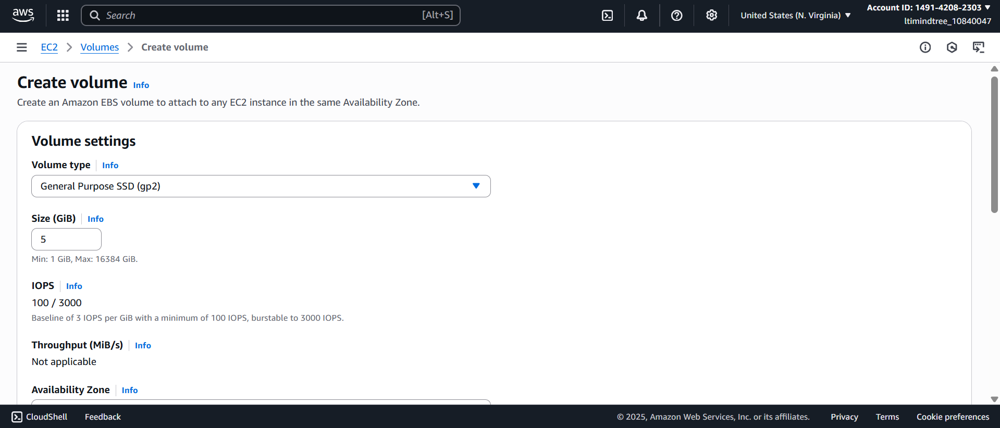 aws
Search [Alt+S]
United States (N. Virginia)
Account ID: 1491-4208-2303
ltimindtree_10840047
EC2 Volumes Create volume
Create volume Info
Create an Amazon EBS volume to attach to any EC2 instance in the same Availability Zone.
Volume settings
Volume type Info
General Purpose SSD (gp2)
Size (GiB) Info
5
Min: 1 GiB, Max: 16384 GiB.
IOPS Info
100 / 3000
Baseline of 3 IOPS per GiB with a minimum of 100 IOPS, burstable to 3000 IOPS.
Throughput (MiB/s) Info
Not applicable
Availability Zone Info
CloudShell Feedback © 2025, Amazon Web Services, Inc. or its affiliates. Privacy Terms Cookie preferences